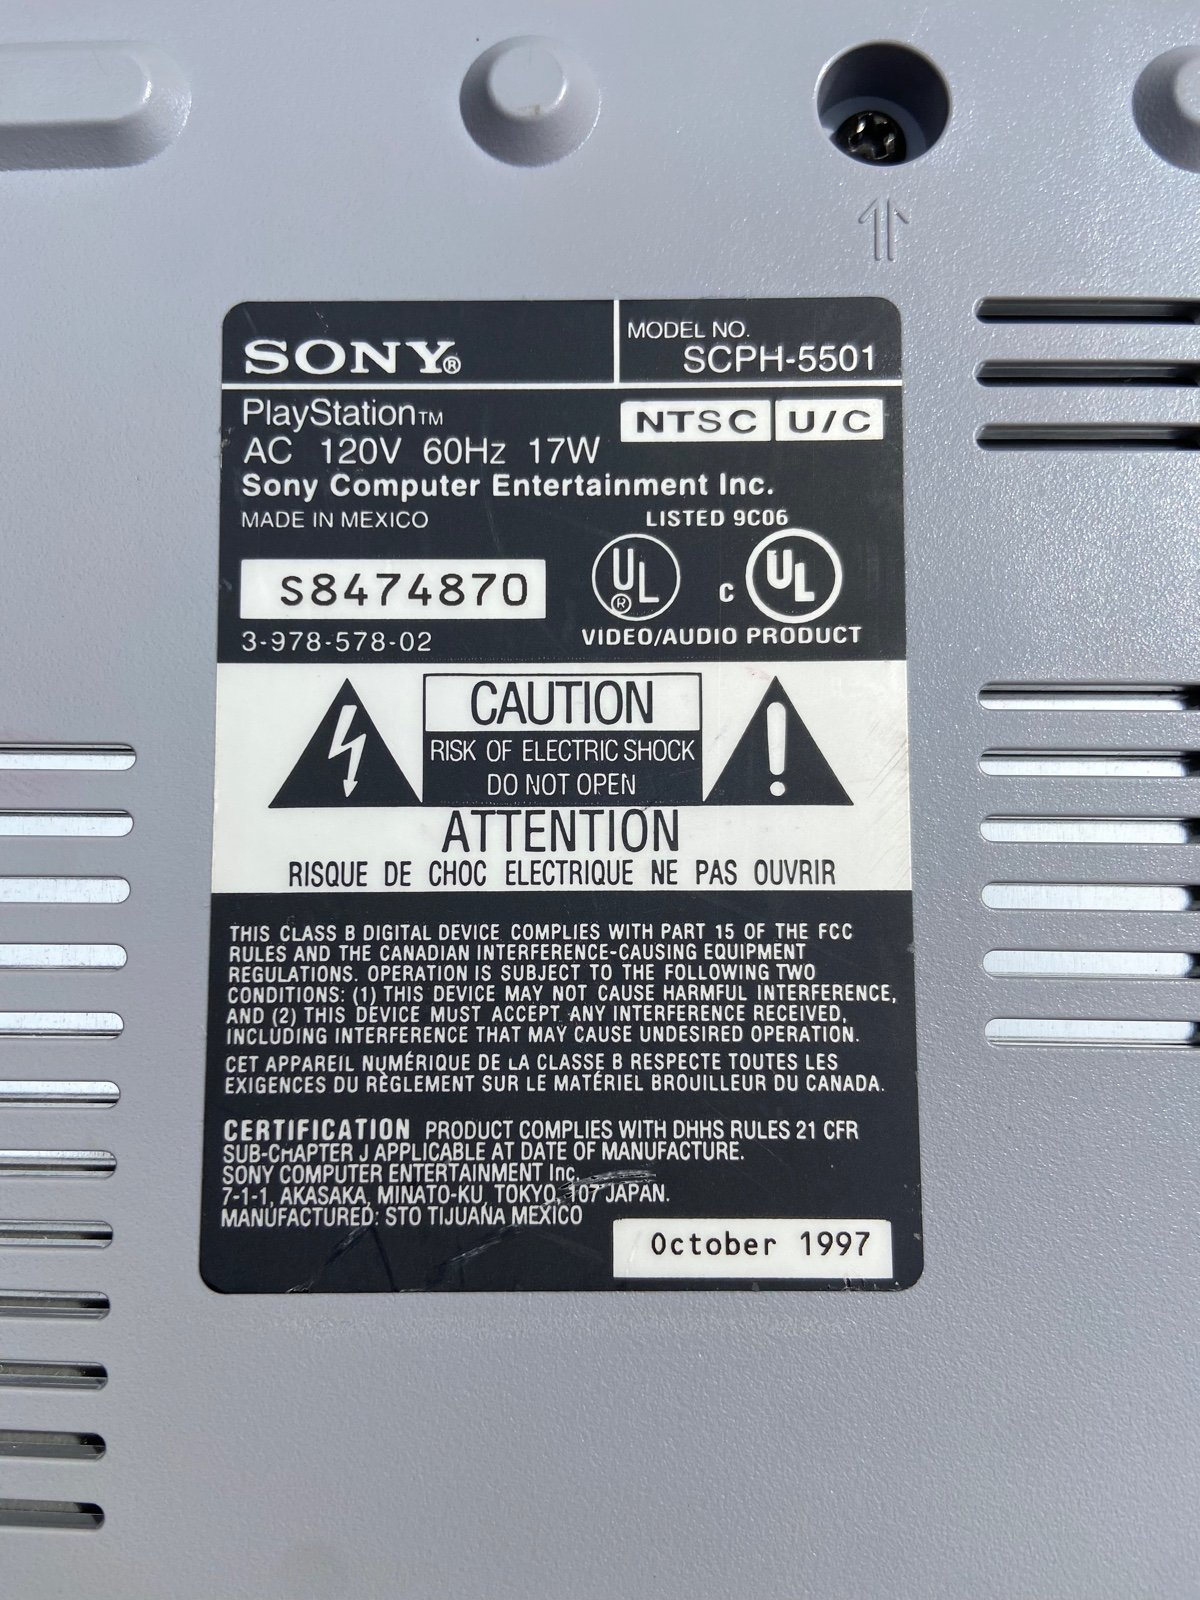 SONY®
MODEL NO.
SCPH-5501
PlayStation™
NTSC U/C
AC 120V 60Hz 17W
Sony Computer Entertainment Inc.
MADE IN MEXICO
LISTED 9C06
UL® C UL
S8474870
3-978-578-02
VIDEO/AUDIO PRODUCT
CAUTION
RISK OF ELECTRIC SHOCK
DO NOT OPEN
ATTENTION
RISQUE DE CHOC ELECTRIQUE NE PAS OUVRIR
THIS CLASS B DIGITAL DEVICE COMPLIES WITH PART 15 OF THE FCC
RULES AND THE CANADIAN INTERFERENCE-CAUSING EQUIPMENT
REGULATIONS. OPERATION IS SUBJECT TO THE FOLLOWING TWO
CONDITIONS: (1) THIS DEVICE MAY NOT CAUSE HARMFUL INTERFERENCE,
AND (2) THIS DEVICE MUST ACCEPT ANY INTERFERENCE RECEIVED,
INCLUDING INTERFERENCE THAT MAY CAUSE UNDESIRED OPERATION.
CET APPAREIL NUMÉRIQUE DE LA CLASSE B RESPECTE TOUTES LES
EXIGENCES DU RÈGLEMENT SUR LE MATÉRIEL BROUILLEUR DU CANADA.
CERTIFICATION PRODUCT COMPLIES WITH DHHS RULES 21 CFR
SUB-CHAPTER J APPLICABLE AT DATE OF MANUFACTURE.
SONY COMPUTER ENTERTAINMENT Inc.
7-1-1, AKASAKA, MINATO-KU, TOKYO, 107 JAPAN.
MANUFACTURED: STO TIJUANA MEXICO
October 1997